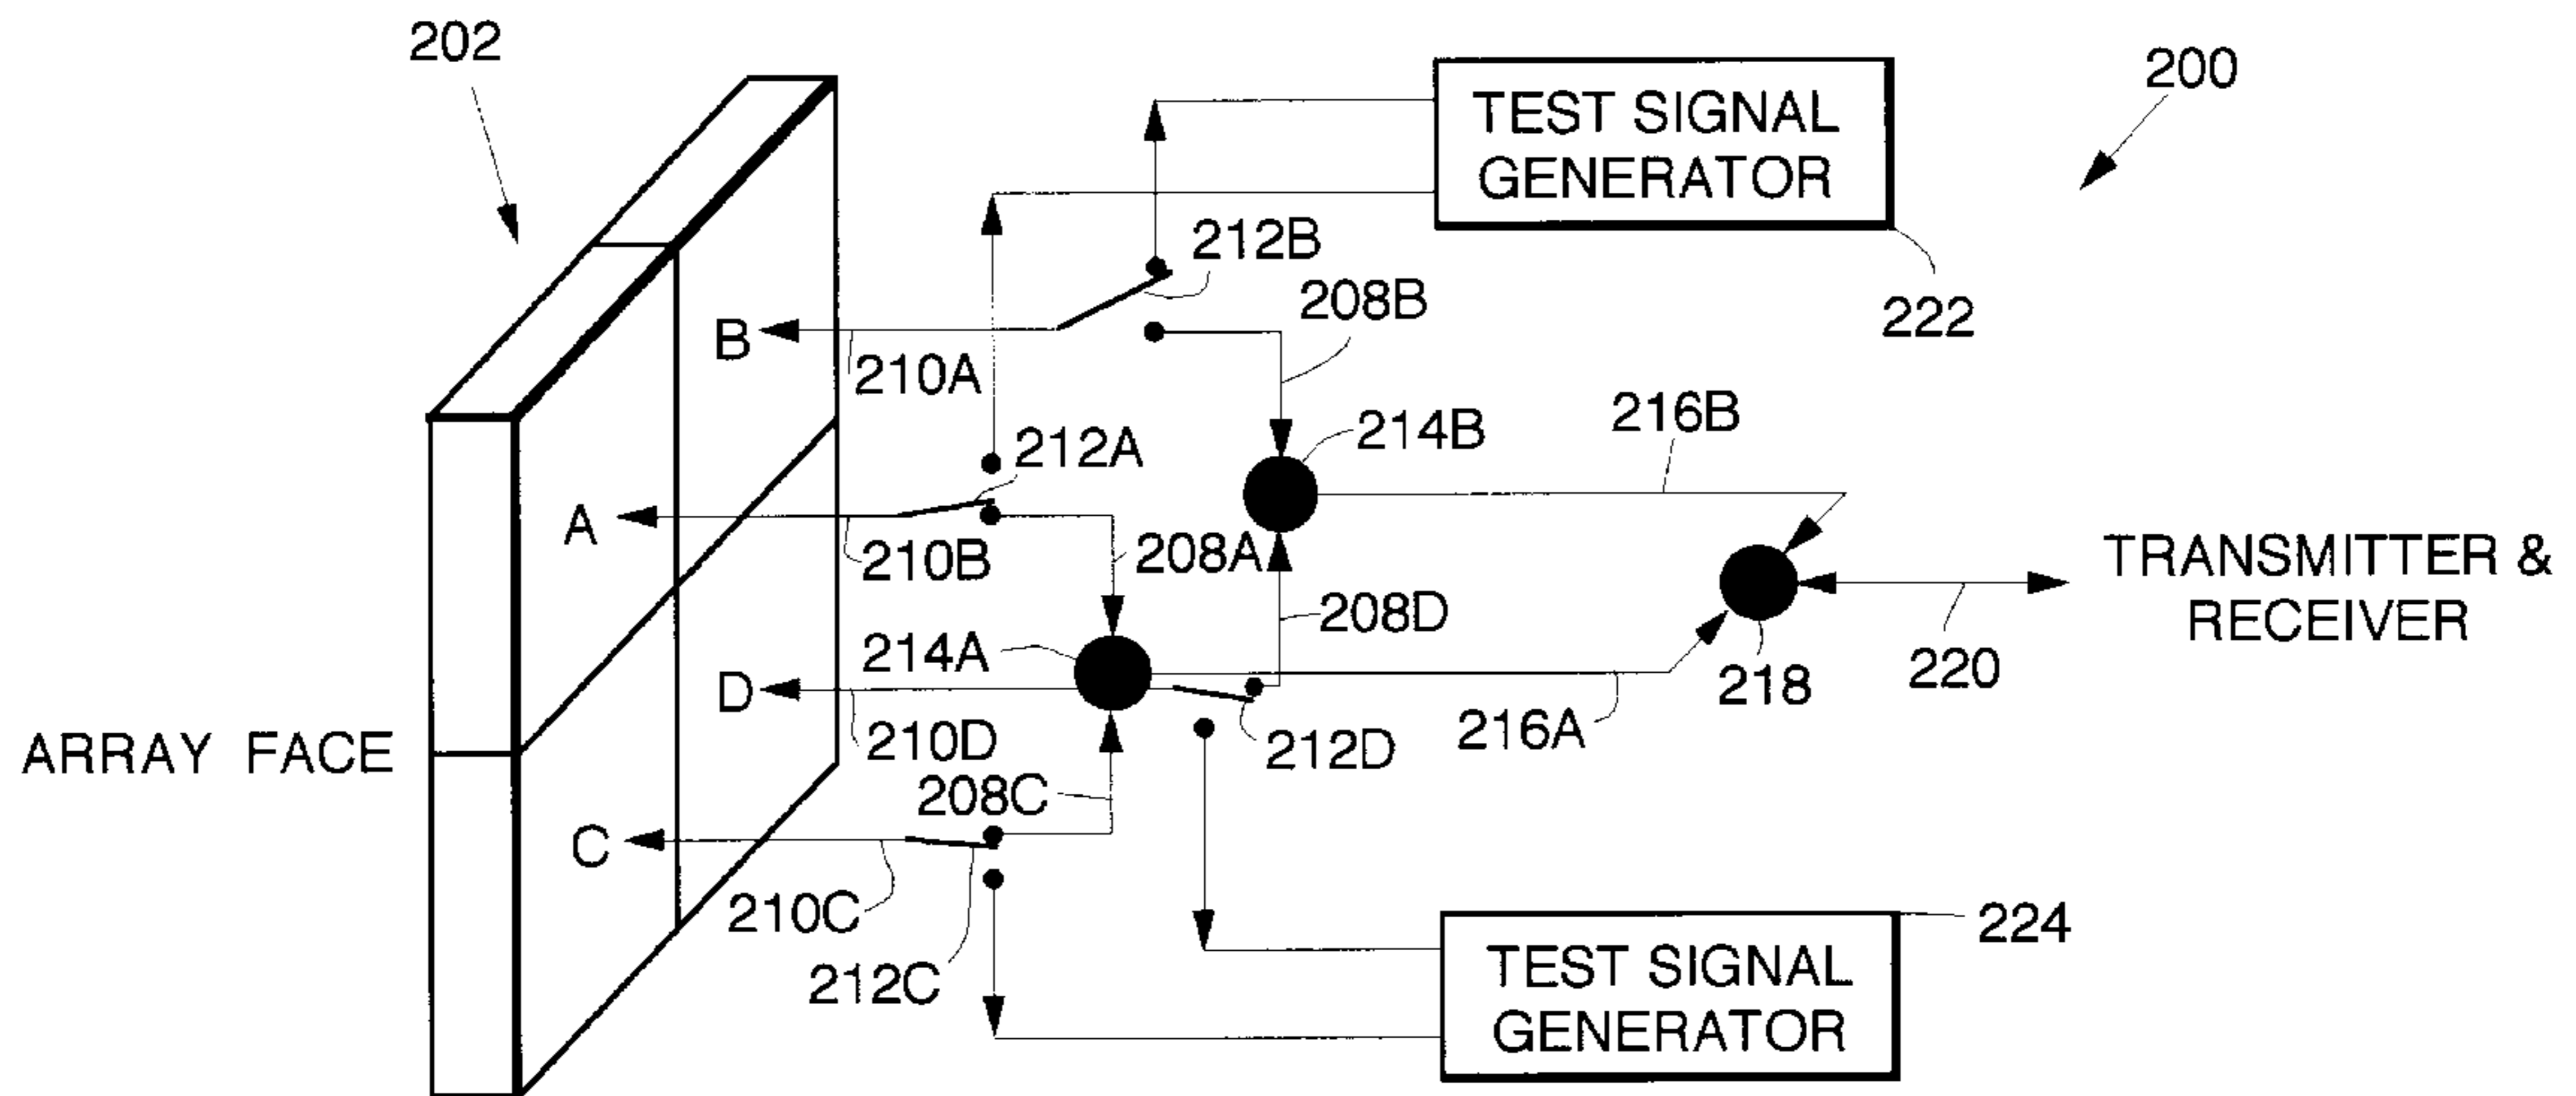 202
TEST SIGNAL
GENERATOR
200
212B
208B
222
B
210A
216B
212A
214B
A
210B
208A
TRANSMITTER &
RECEIVER
208D
214A
218
220
D
216A
210D
212D
ARRAY FACE
208C
C
210C
224
212C
TEST SIGNAL
GENERATOR